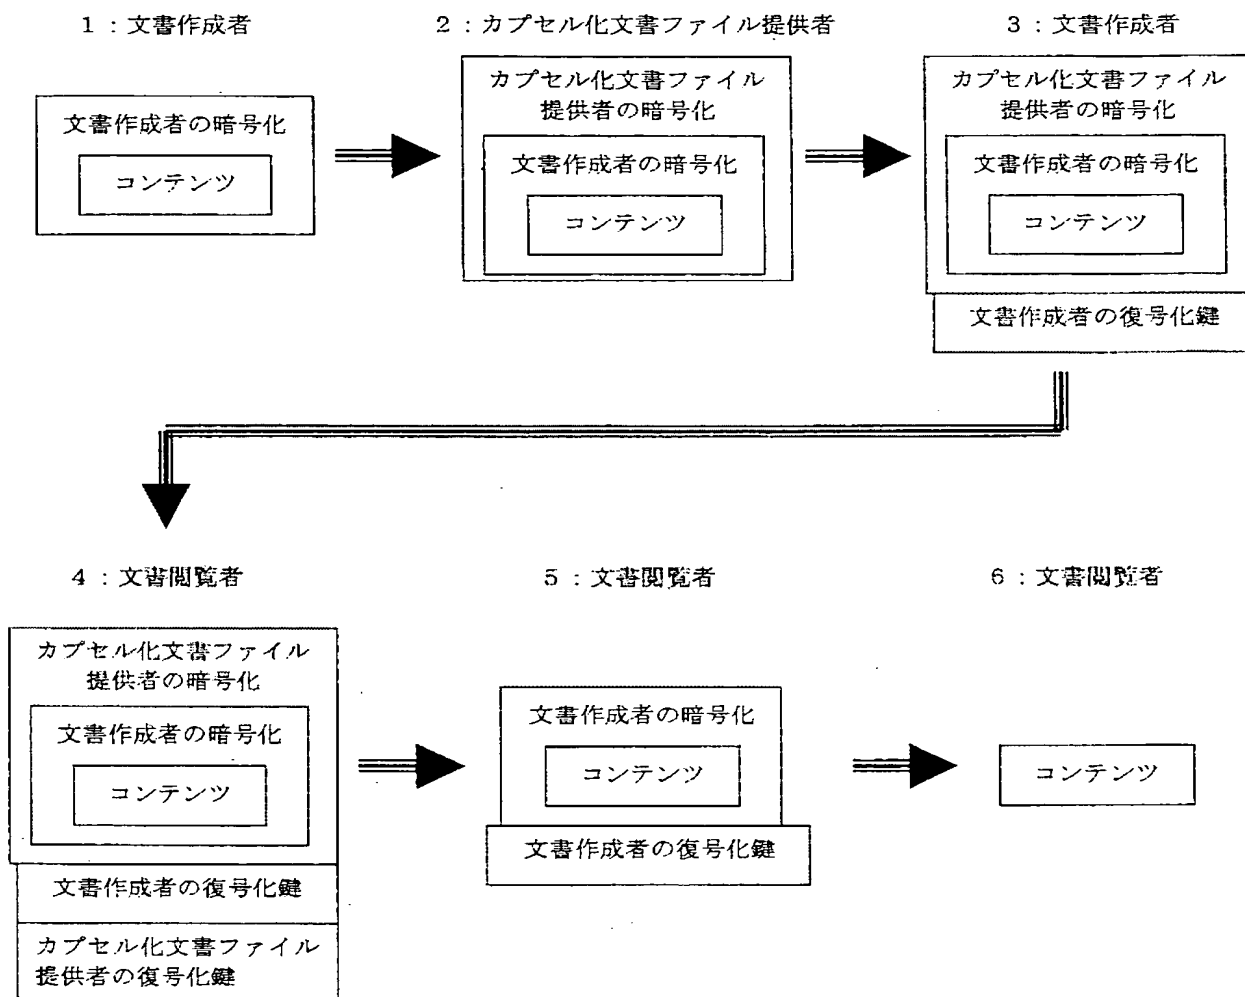 1：文書作成者
2：カプセル化文書ファイル提供者
3：文書作成者
文書作成者の暗号化
コンテンツ
カプセル化文書ファイル
提供者の暗号化
文書作成者の暗号化
コンテンツ
カプセル化文書ファイル
提供者の暗号化
文書作成者の暗号化
コンテンツ
文書作成者の復号化鍵
4：文書閲覧者
5：文書閲覧者
6：文書閲覧者
カプセル化文書ファイル
提供者の暗号化
文書作成者の暗号化
コンテンツ
文書作成者の復号化鍵
カプセル化文書ファイル
提供者の復号化鍵
文書作成者の暗号化
コンテンツ
文書作成者の復号化鍵
コンテンツ